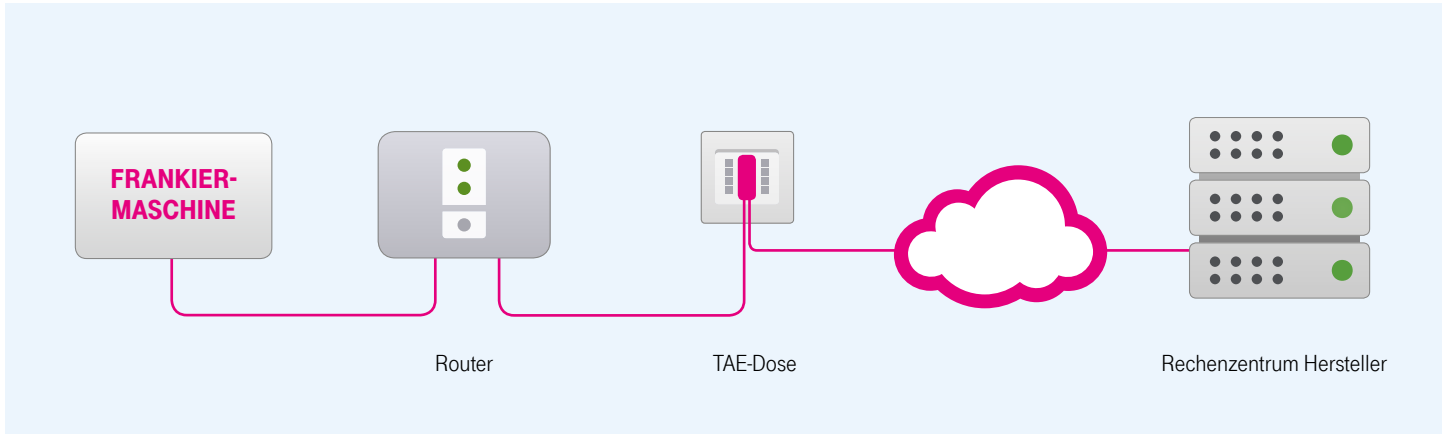 FRANKIER-
MASCHINE
Router
TAE-Dose
Rechenzentrum Hersteller